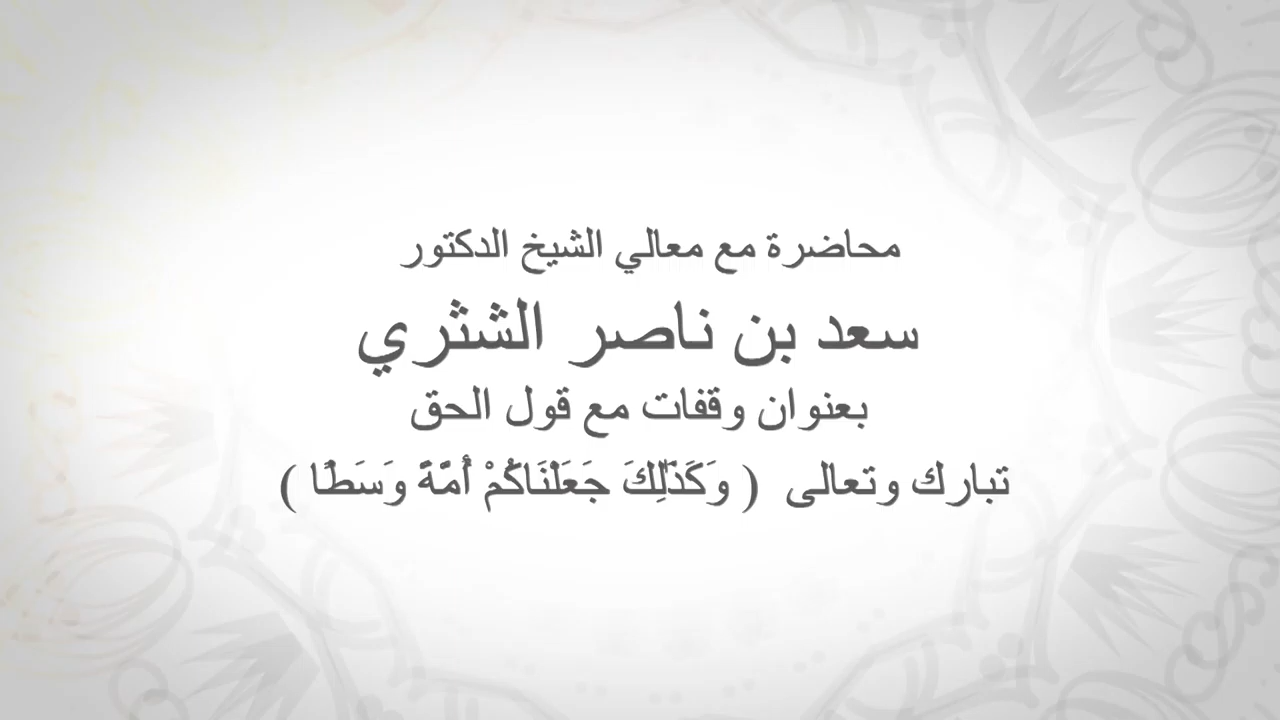 محاضرة مع معالي الشيخ الدكتور
سعد بن ناصر الشثري
بعنوان وقفات مع قول الحق
تبارك وتعالى ( وَكَذَٰلِكَ جَعَلْنَاكُمْ أُمَّةً وَسَطًا )